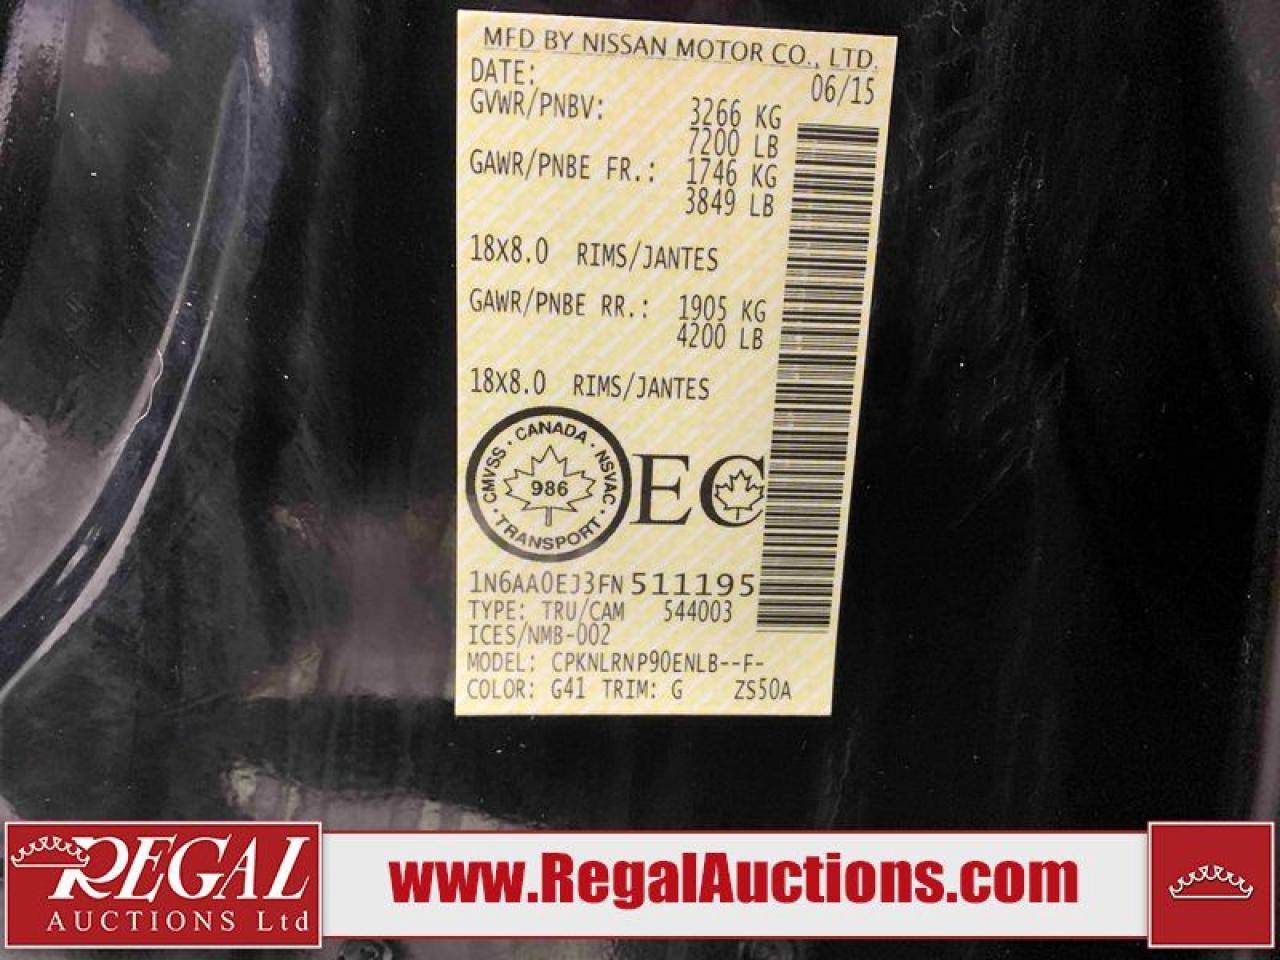 MFD BY NISSAN MOTOR CO., LTD.
DATE: 06/15
GVWR/PNBV: 3266 KG
7200 LB
GAWR/PNBE FR.: 1746 KG
3849 LB
18X8.0 RIMS/JANTES
GAWR/PNBE RR.: 1905 KG
4200 LB
18X8.0 RIMS/JANTES
CMVSS · CANADA · NSVAC · TRANSPORT ·
986
EC
1N6AA0EJ3FN511195
TYPE: TRU/CAM 544003
ICES/NMB-002
MODEL: CPKNLRNP90ENLB--F-
COLOR: G41 TRIM: G ZS50A
REGAL
AUCTIONS Ltd
www.RegalAuctions.com